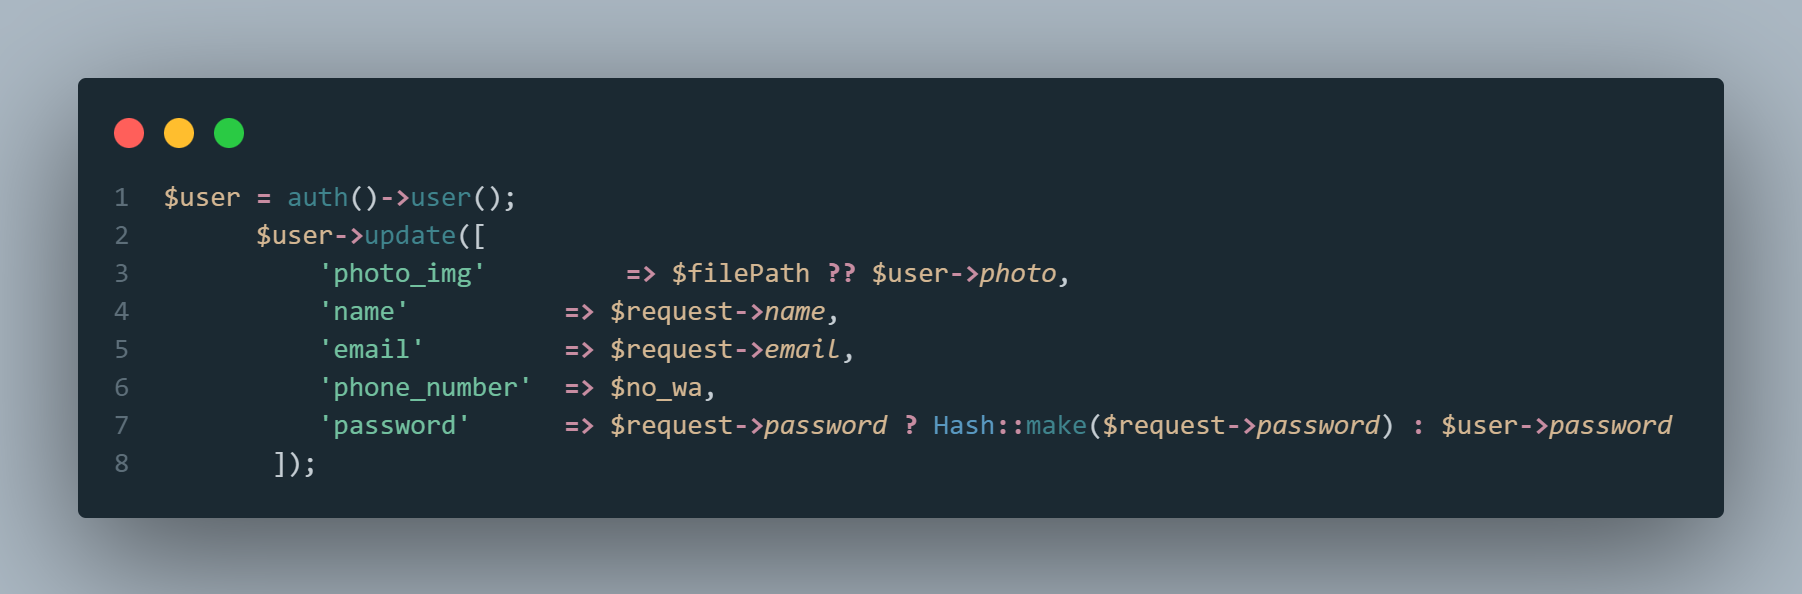 1 $user = auth()->user();
2 $user->update([
3 'photo_img' => $filePath ?? $user->photo,
4 'name' => $request->name,
5 'email' => $request->email,
6 'phone_number' => $no_wa,
7 'password' => $request->password ? Hash::make($request->password) : $user->password
8 ]);